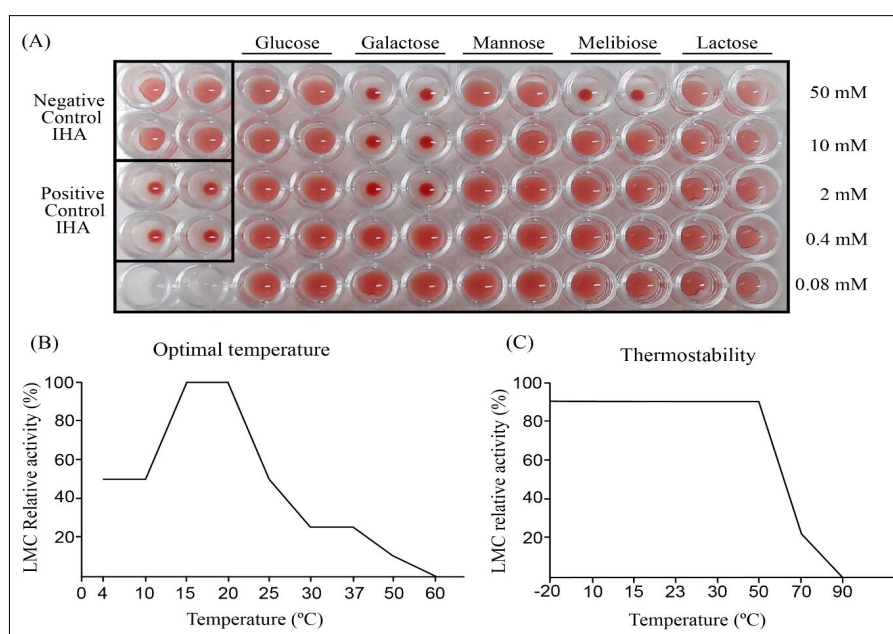 (A)
Glucose Galactose Mannose Melibiose Lactose
Negative
Control
IHA
Positive
Control
IHA
50 mM
10 mM
2 mM
0.4 mM
0.08 mM
(B)
Optimal temperature
LMC Relative activity (%)
100
80
60
40
20
0 4 10 15 20 25 30 37 50 60
Temperature (ºC)
(C)
Thermostability
LMC relative activity (%)
100
80
60
40
20
-20 10 15 23 30 50 70 90
Temperature (ºC)